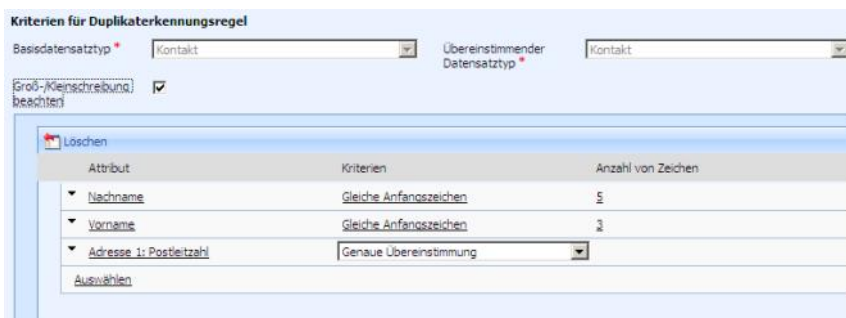 Kriterien für Duplikaterkennungsregel
Basisdatensatztyp * Kontakt Übereinstimmender Datensatztyp * Kontakt
Groß-/Kleinschreibung beachten
Löschen
Attribut Kriterien Anzahl von Zeichen
Nachname Gleiche Anfangszeichen 5
Vorname Gleiche Anfangszeichen 3
Adresse 1: Postleitzahl Genaue Übereinstimmung
Auswählen